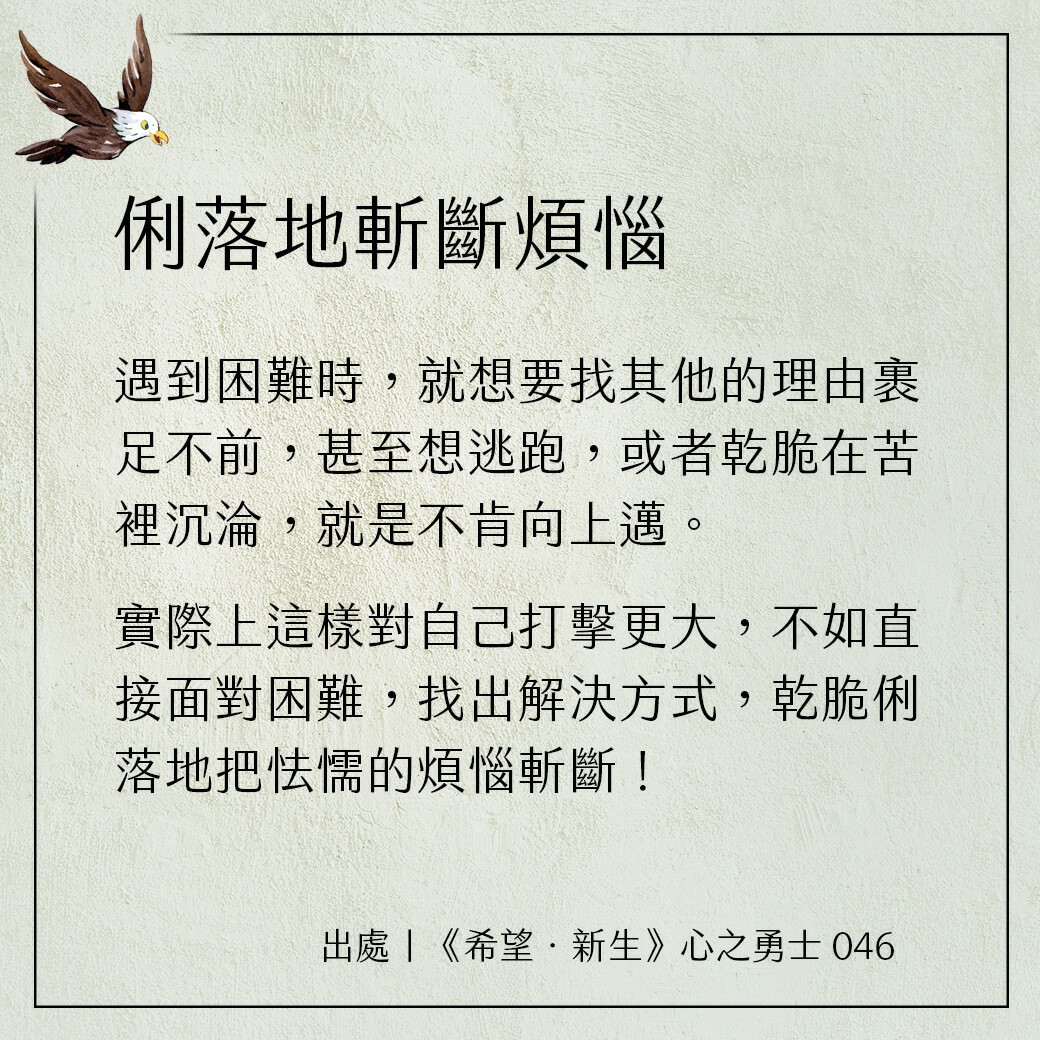 俐落地斬斷煩惱
遇到困難時，就想要找其他的理由裹
足不前，甚至想逃跑，或者乾脆在苦
裡沉淪，就是不肯向上邁。
實際上這樣對自己打擊更大，不如直
接面對困難，找出解決方式，乾脆俐
落地把怯懦的煩惱斬斷！
出處｜《希望．新生》心之勇士 046